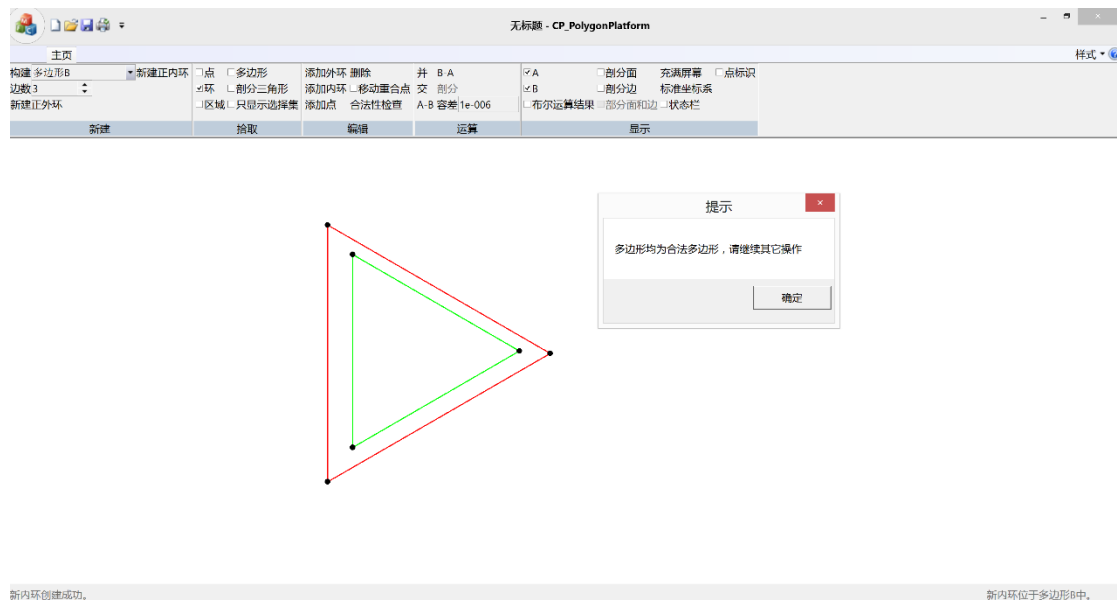 无标题 - CP_PolygonPlatform
主页
样式
构建 多边形B 新建正内环 点 多边形 添加外环 删除 并 B-A A 剖分面 充满屏幕 点标识
边数 3 环 剖分三角形 添加内环 移动重合点 交 剖分 B 剖分边 标准坐标系
新建正外环 区域 只显示选择集 添加点 合法性检查 A-B 容差 1e-006 布尔运算结果 部分面和边 状态栏
新建 拾取 编辑 运算 显示
提示
多边形均为合法多边形，请继续其它操作
确定
新内环创建成功。 新内环位于多边形B中。